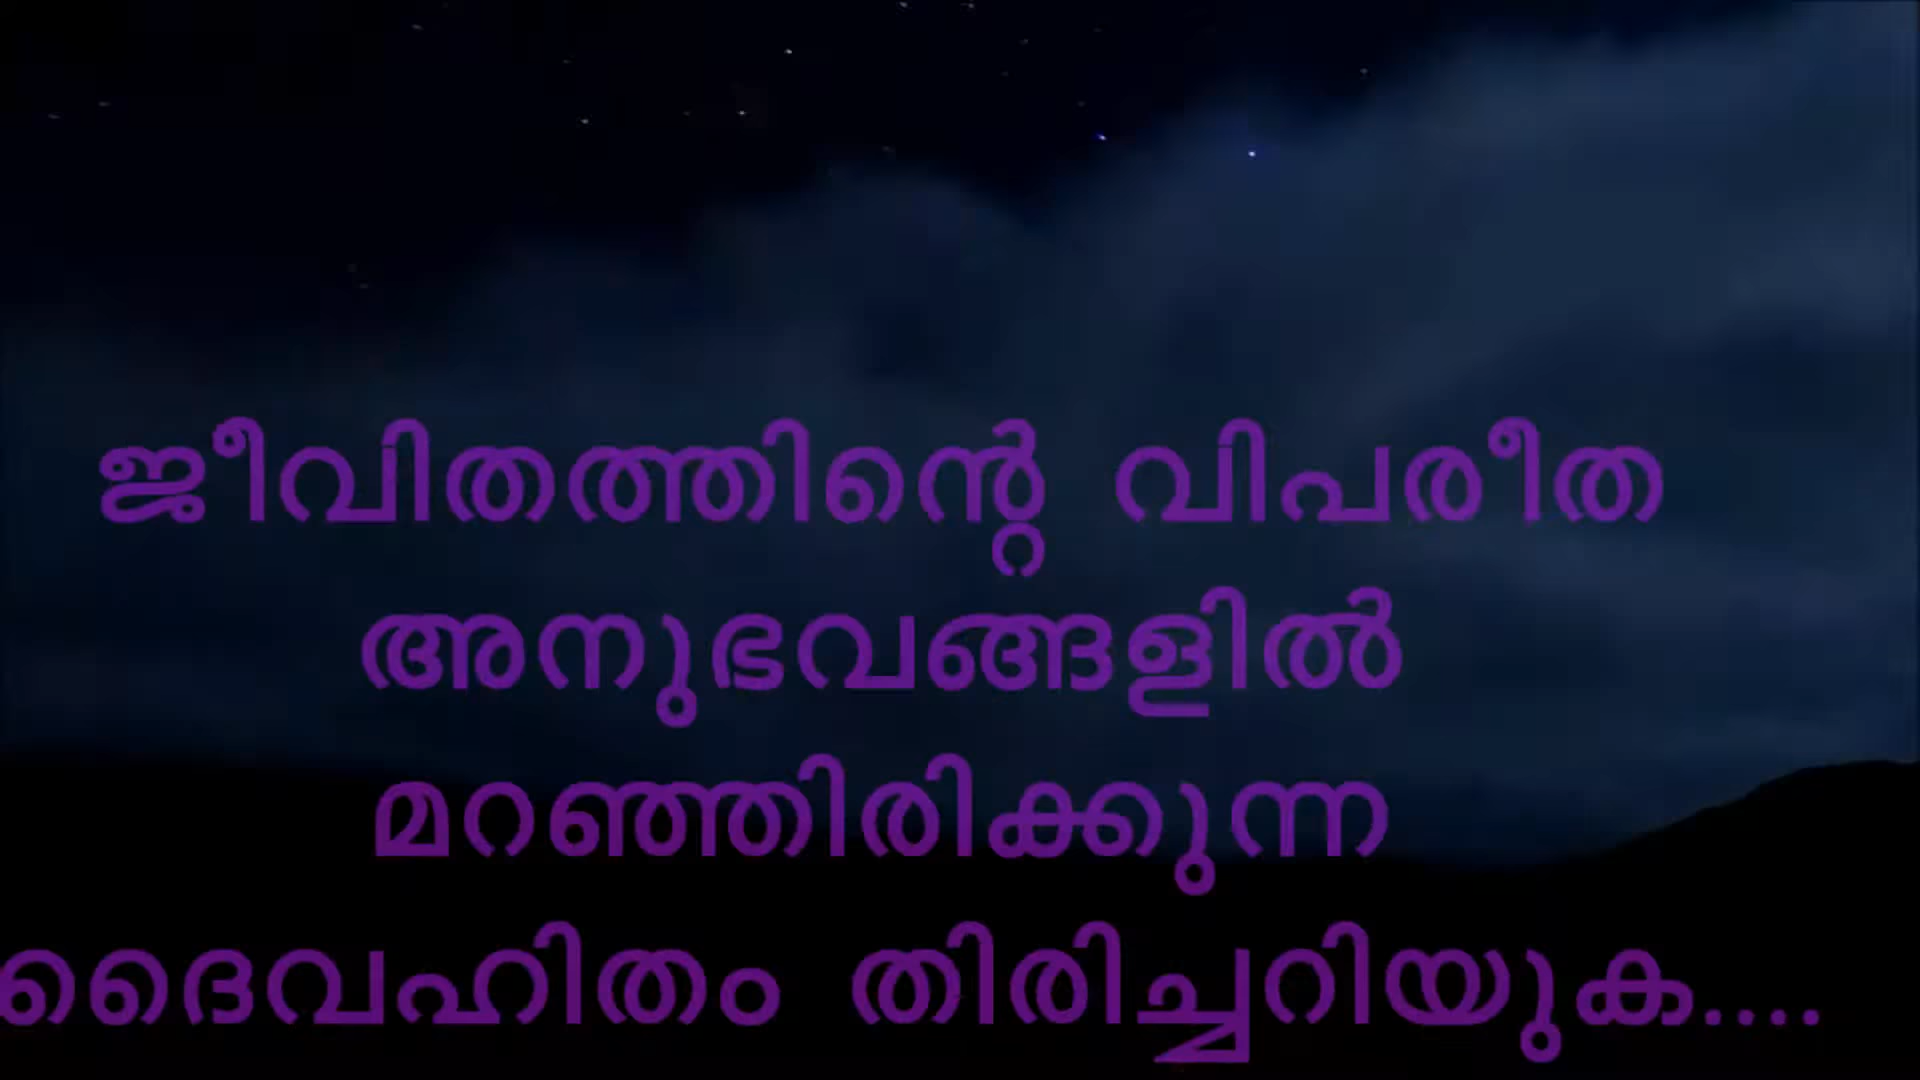 ജീവിതത്തിന്റെ വിപരീത
അനുഭവങ്ങളിൽ
മറഞ്ഞിരിക്കുന്ന
ദൈവഹിതം തിരിച്ചറിയുക....